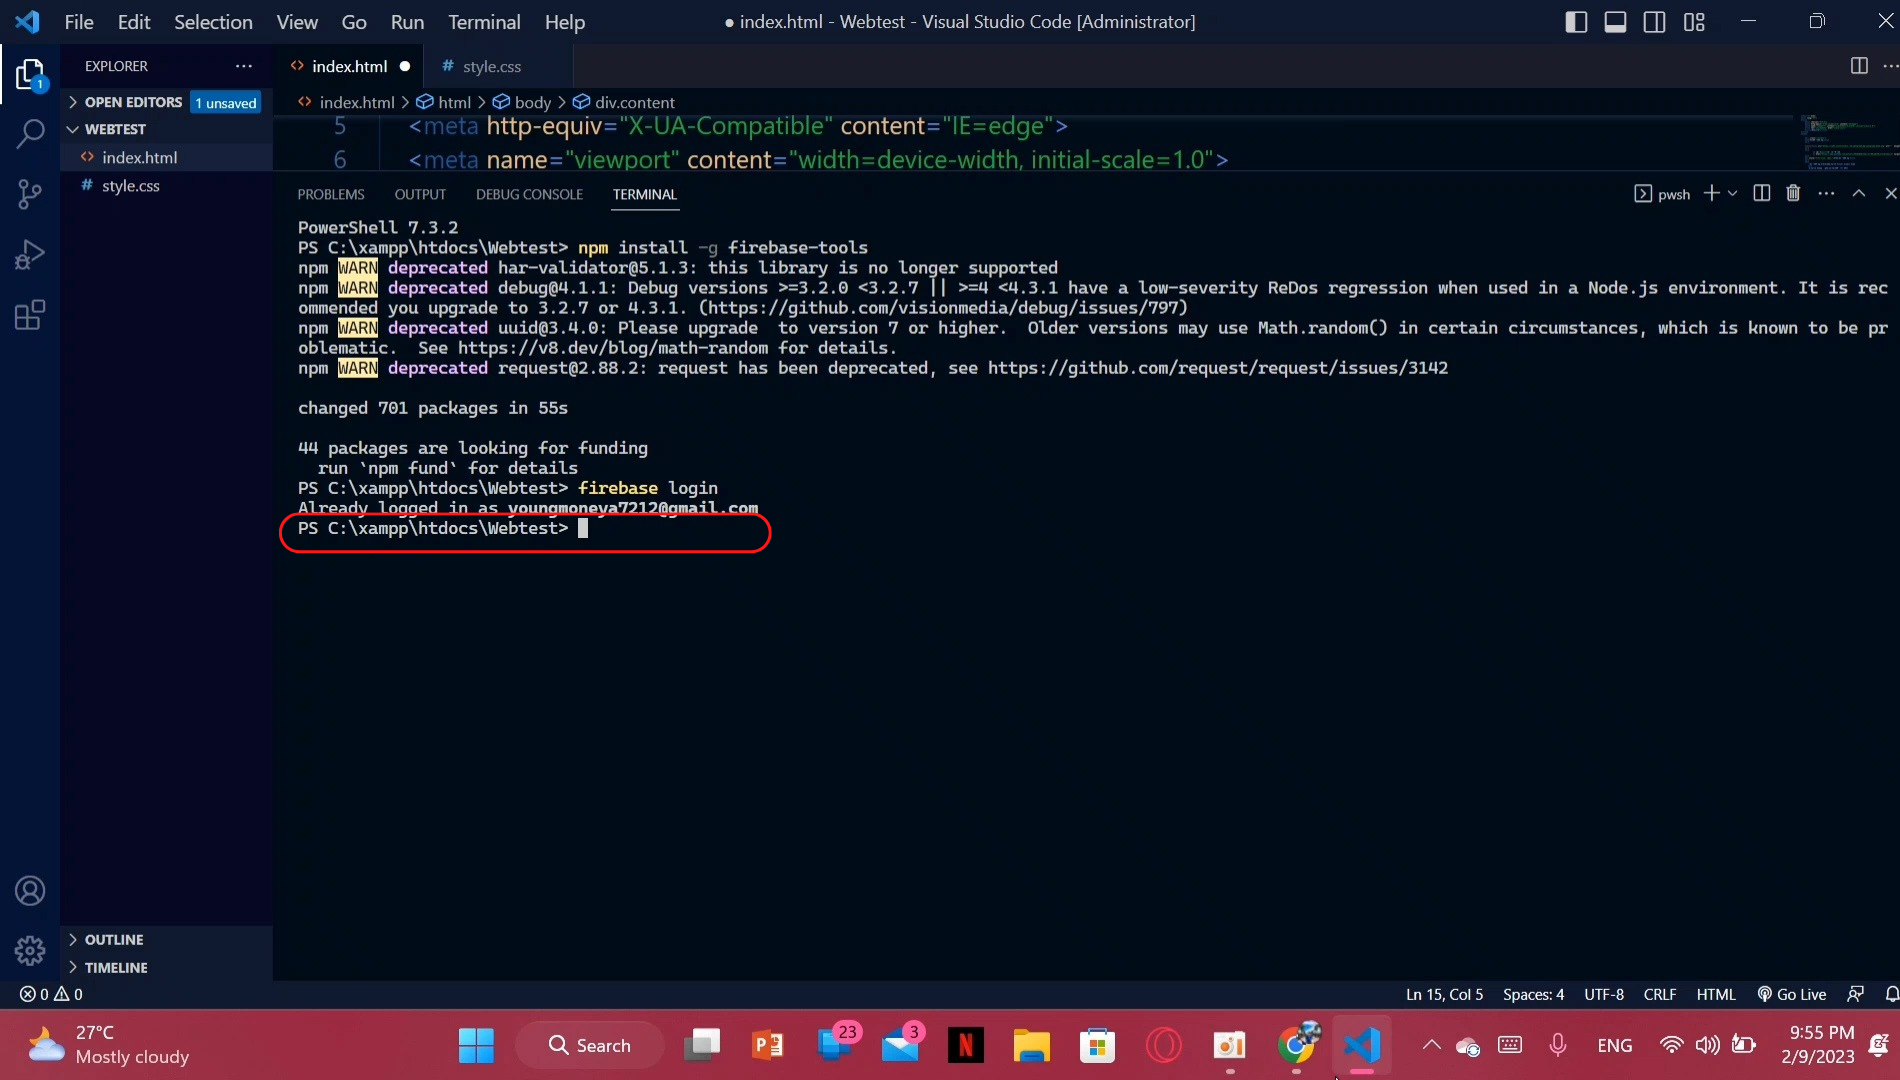 File Edit Selection View Go Run Terminal Help
● index.html - Webtest - Visual Studio Code [Administrator]
EXPLORER ···
<> index.html ●
# style.css
1
> OPEN EDITORS 1 unsaved
<> index.html > html > body > div.content
WEBTEST
<> index.html
# style.css
5 <meta http-equiv="X-UA-Compatible" content="IE=edge">
6 <meta name="viewport" content="width=device-width, initial-scale=1.0">
PROBLEMS OUTPUT DEBUG CONSOLE TERMINAL
pwsh
PowerShell 7.3.2
PS C:\xampp\htdocs\Webtest> npm install -g firebase-tools
npm WARN deprecated har-validator@5.1.3: this library is no longer supported
npm WARN deprecated debug@4.1.1: Debug versions >=3.2.0 <3.2.7 || >=4 <4.3.1 have a low-severity ReDos regression when used in a Node.js environment. It is rec
ommended you upgrade to 3.2.7 or 4.3.1. (https://github.com/visionmedia/debug/issues/797)
npm WARN deprecated uuid@3.4.0: Please upgrade  to version 7 or higher.  Older versions may use Math.random() in certain circumstances, which is known to be pr
oblematic.  See https://v8.dev/blog/math-random for details.
npm WARN deprecated request@2.88.2: request has been deprecated, see https://github.com/request/request/issues/3142
changed 701 packages in 55s
44 packages are looking for funding
run `npm fund` for details
PS C:\xampp\htdocs\Webtest> firebase login
Already logged in as youngmoneya7212@gmail.com
PS C:\xampp\htdocs\Webtest>
> OUTLINE
> TIMELINE
0 0
Ln 15, Col 5 Spaces: 4 UTF-8 CRLF HTML Go Live
27°C
Mostly cloudy
Search
23
3
N
ENG
9:55 PM
2/9/2023